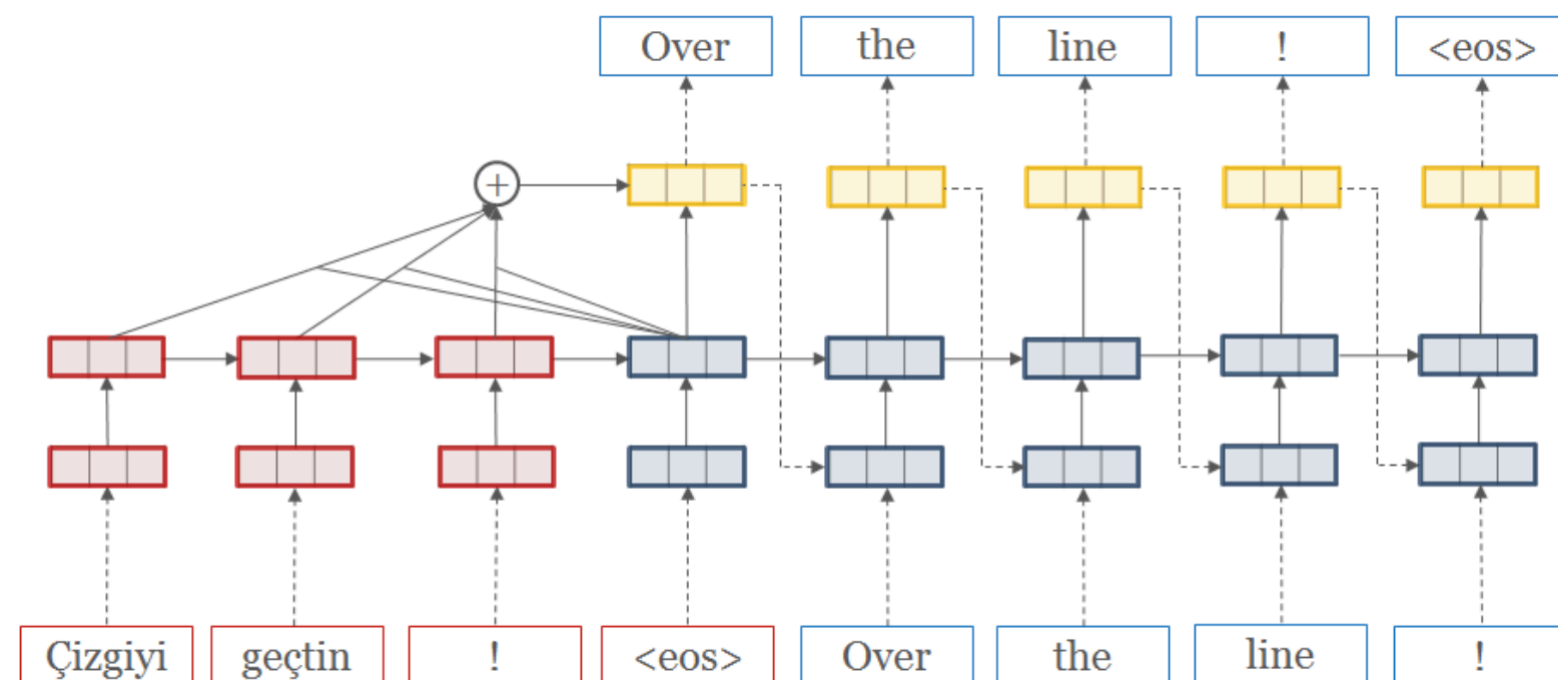 Over the line ! <eos>
+
Çizgiyi geçtin ! <eos> Over the line !